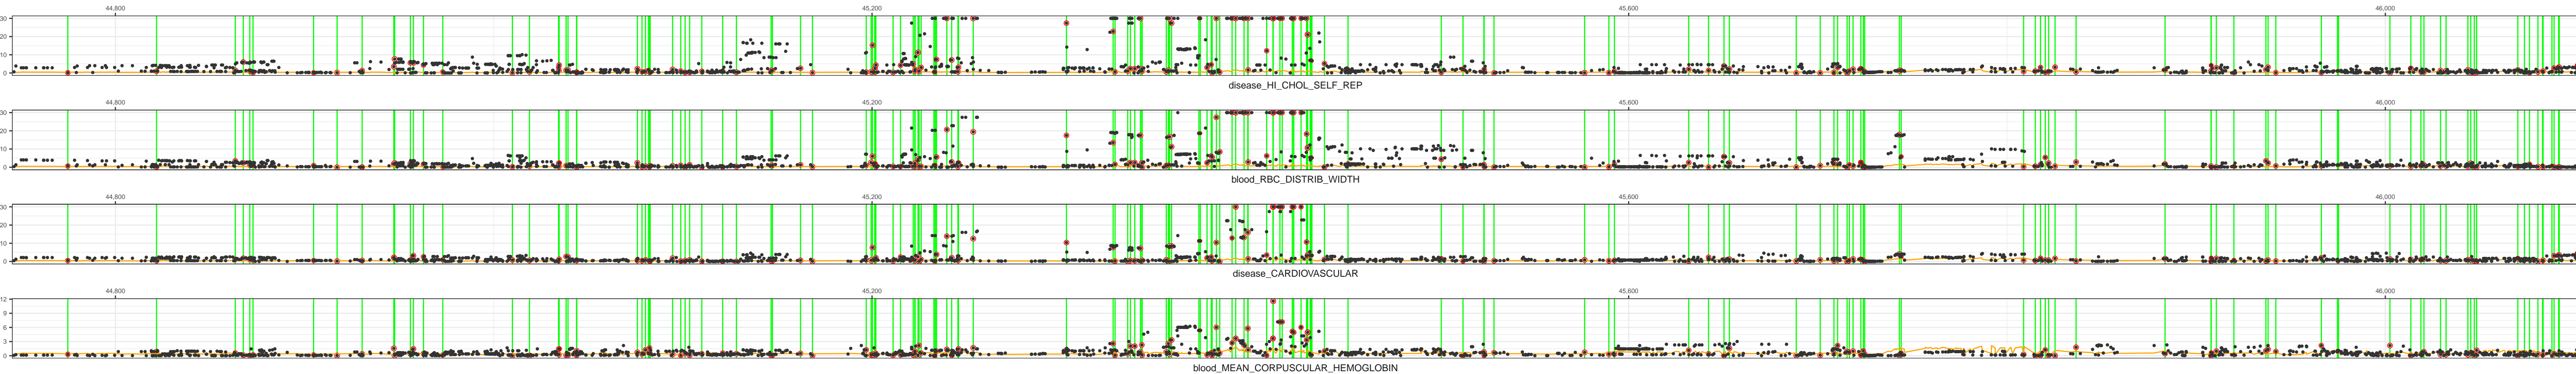 44,800 45,200 45,600 46,000
30
20
10
0
disease_HI_CHOL_SELF_REP
44,800 45,200 45,600 46,000
30
20
10
0
blood_RBC_DISTRIB_WIDTH
44,800 45,200 45,600 46,000
30
20
10
0
disease_CARDIOVASCULAR
44,800 45,200 45,600 46,000
12
9
6
3
0
blood_MEAN_CORPUSCULAR_HEMOGLOBIN